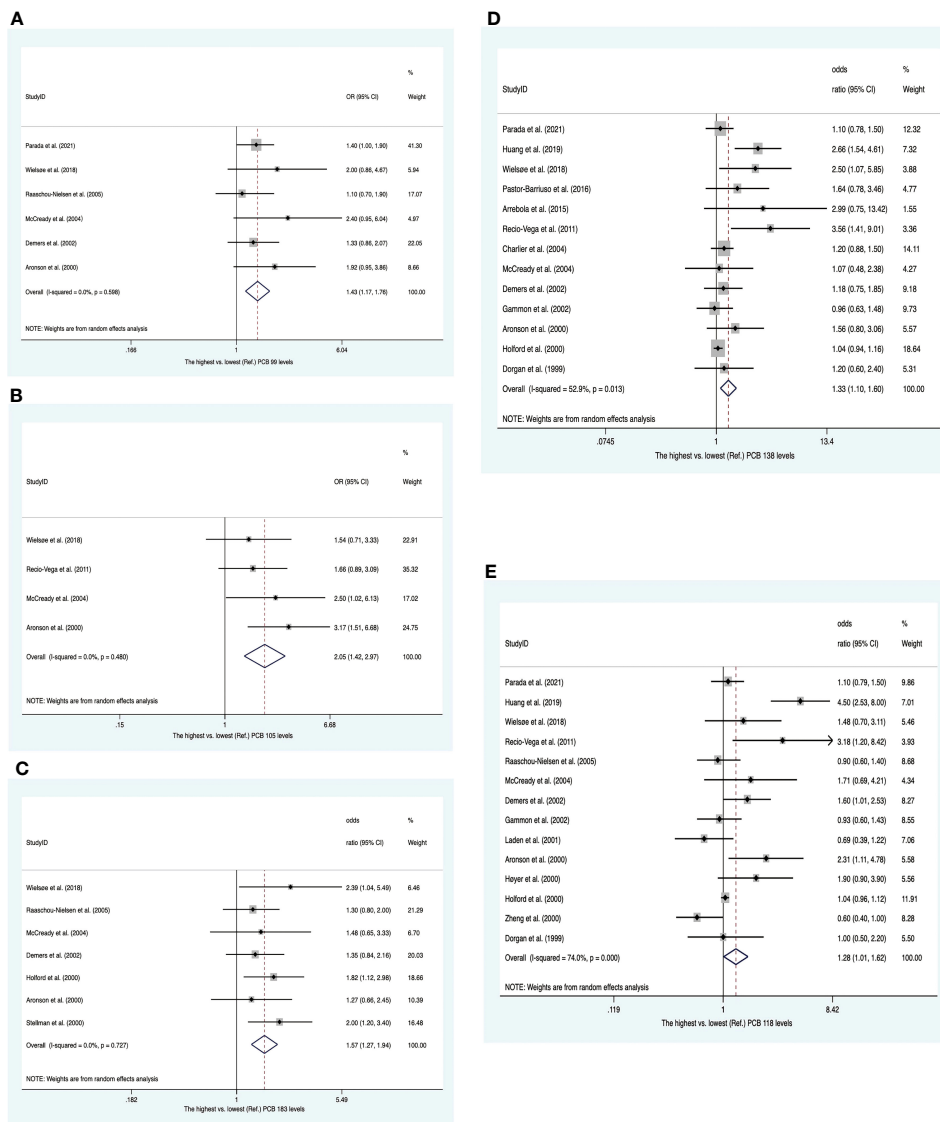 A
%
StudyID OR (95% CI) Weight
Parada et al. (2021) 1.40 (1.00, 1.90) 41.30
Wielsøe et al. (2018) 2.00 (0.86, 4.67) 5.94
Raaschou-Nielsen et al. (2005) 1.10 (0.70, 1.90) 17.07
McCready et al. (2004) 2.40 (0.95, 6.04) 4.97
Demers et al. (2002) 1.33 (0.86, 2.07) 22.05
Aronson et al. (2000) 1.92 (0.95, 3.86) 8.66
Overall (I-squared = 0.0%, p = 0.598) 1.43 (1.17, 1.76) 100.00
NOTE: Weights are from random effects analysis
.166 1 6.04
The highest vs. lowest (Ref.) PCB 99 levels
B
%
StudyID OR (95% CI) Weight
Wielsøe et al. (2018) 1.54 (0.71, 3.33) 22.91
Recio-Vega et al. (2011) 1.66 (0.89, 3.09) 35.32
McCready et al. (2004) 2.50 (1.02, 6.13) 17.02
Aronson et al. (2000) 3.17 (1.51, 6.68) 24.75
Overall (I-squared = 0.0%, p = 0.480) 2.05 (1.42, 2.97) 100.00
NOTE: Weights are from random effects analysis
.15 1 6.68
The highest vs. lowest (Ref.) PCB 105 levels
C
odds %
StudyID ratio (95% CI) Weight
Wielsøe et al. (2018) 2.39 (1.04, 5.49) 6.46
Raaschou-Nielsen et al. (2005) 1.30 (0.80, 2.00) 21.29
McCready et al. (2004) 1.48 (0.65, 3.33) 6.70
Demers et al. (2002) 1.35 (0.84, 2.16) 20.03
Holford et al. (2000) 1.82 (1.12, 2.98) 18.66
Aronson et al. (2000) 1.27 (0.66, 2.45) 10.39
Stellman et al. (2000) 2.00 (1.20, 3.40) 16.48
Overall (I-squared = 0.0%, p = 0.727) 1.57 (1.27, 1.94) 100.00
NOTE: Weights are from random effects analysis
.182 1 5.49
The highest vs. lowest (Ref.) PCB 183 levels
D
odds %
StudyID ratio (95% CI) Weight
Parada et al. (2021) 1.10 (0.78, 1.50) 12.32
Huang et al. (2019) 2.66 (1.54, 4.61) 7.32
Wielsøe et al. (2018) 2.50 (1.07, 5.85) 3.88
Pastor-Barriuso et al. (2016) 1.64 (0.78, 3.46) 4.77
Arrebola et al. (2015) 2.99 (0.75, 13.42) 1.55
Recio-Vega et al. (2011) 3.56 (1.41, 9.01) 3.36
Charlier et al. (2004) 1.20 (0.88, 1.50) 14.11
McCready et al. (2004) 1.07 (0.48, 2.38) 4.27
Demers et al. (2002) 1.18 (0.75, 1.85) 9.18
Gammon et al. (2002) 0.96 (0.63, 1.48) 9.73
Aronson et al. (2000) 1.56 (0.80, 3.06) 5.57
Holford et al. (2000) 1.04 (0.94, 1.16) 18.64
Dorgan et al. (1999) 1.20 (0.60, 2.40) 5.31
Overall (I-squared = 52.9%, p = 0.013) 1.33 (1.10, 1.60) 100.00
NOTE: Weights are from random effects analysis
.0745 1 13.4
The highest vs. lowest (Ref.) PCB 138 levels
E
odds %
StudyID ratio (95% CI) Weight
Parada et al. (2021) 1.10 (0.79, 1.50) 9.86
Huang et al. (2019) 4.50 (2.53, 8.00) 7.01
Wielsøe et al. (2018) 1.48 (0.70, 3.11) 5.46
Recio-Vega et al. (2011) 3.18 (1.20, 8.42) 3.93
Raaschou-Nielsen et al. (2005) 0.90 (0.60, 1.40) 8.68
McCready et al. (2004) 1.71 (0.69, 4.21) 4.34
Demers et al. (2002) 1.60 (1.01, 2.53) 8.27
Gammon et al. (2002) 0.93 (0.60, 1.43) 8.55
Laden et al. (2001) 0.69 (0.39, 1.22) 7.06
Aronson et al. (2000) 2.31 (1.11, 4.78) 5.58
Høyer et al. (2000) 1.90 (0.90, 3.90) 5.56
Holford et al. (2000) 1.04 (0.96, 1.12) 11.91
Zheng et al. (2000) 0.60 (0.40, 1.00) 8.28
Dorgan et al. (1999) 1.00 (0.50, 2.20) 5.50
Overall (I-squared = 74.0%, p = 0.000) 1.28 (1.01, 1.62) 100.00
NOTE: Weights are from random effects analysis
.119 1 8.42
The highest vs. lowest (Ref.) PCB 118 levels